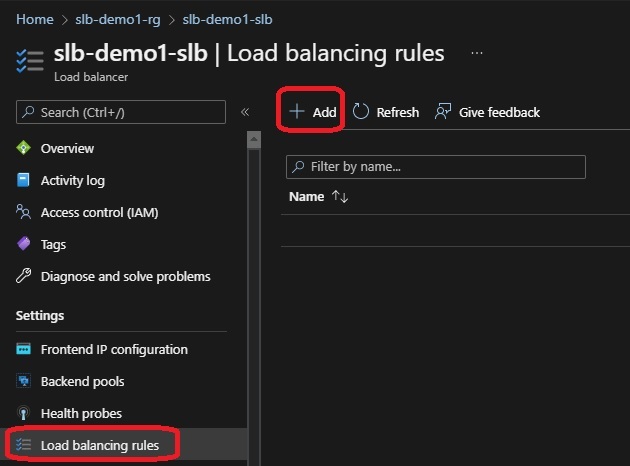 Home > slb-demo1-rg > slb-demo1-slb
slb-demo1-slb | Load balancing rules ...
Load balancer
Search (Ctrl+/) «
+ Add Refresh Give feedback
Overview
Activity log
Access control (IAM)
Tags
Diagnose and solve problems
Settings
Frontend IP configuration
Backend pools
Health probes
Load balancing rules
Filter by name...
Name ↑↓